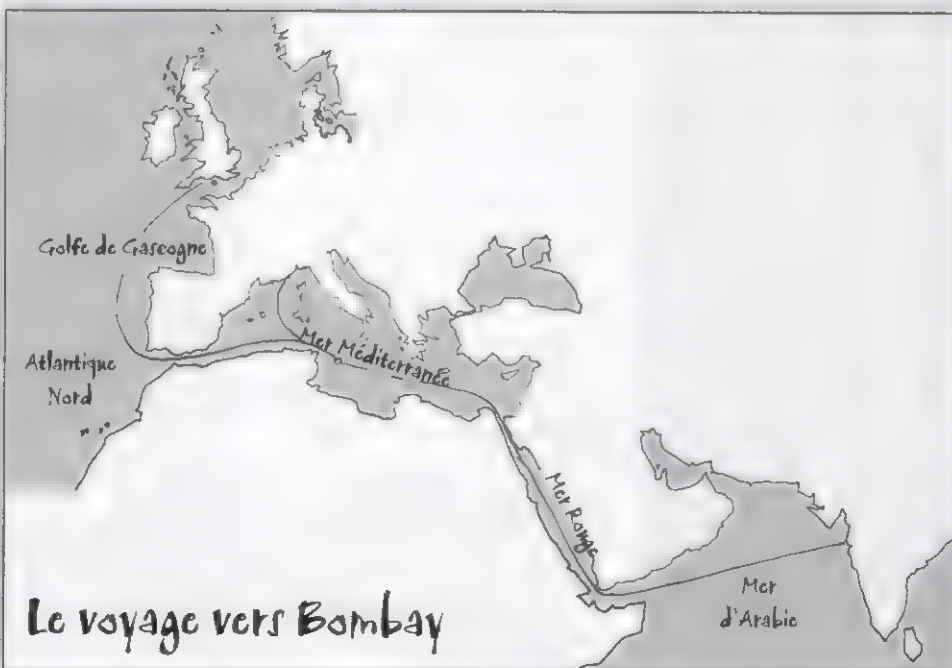 Golfe de Gascogne
Atlantique
Nord
Mer Méditerranée
Mer Rouge
Mer
d'Arabie
Le voyage vers Bombay